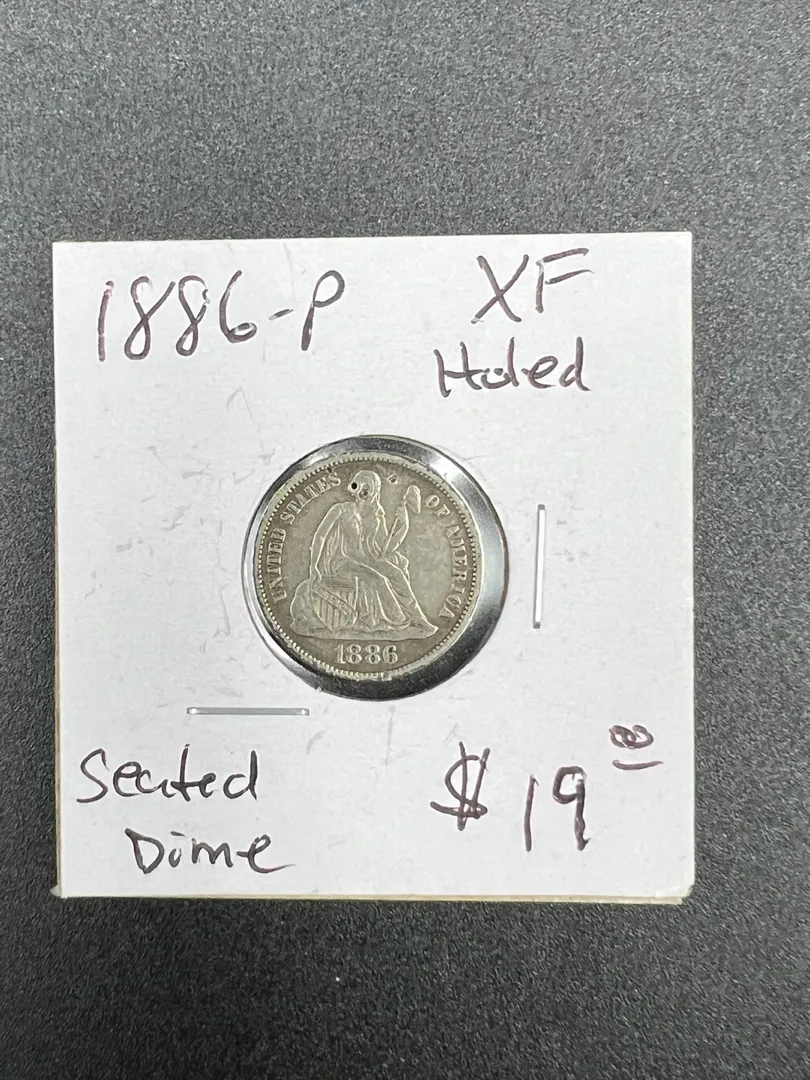 1886-P
XF
Holed
UNITED STATES OF AMERICA
1886
Seated
Dime
$19.00